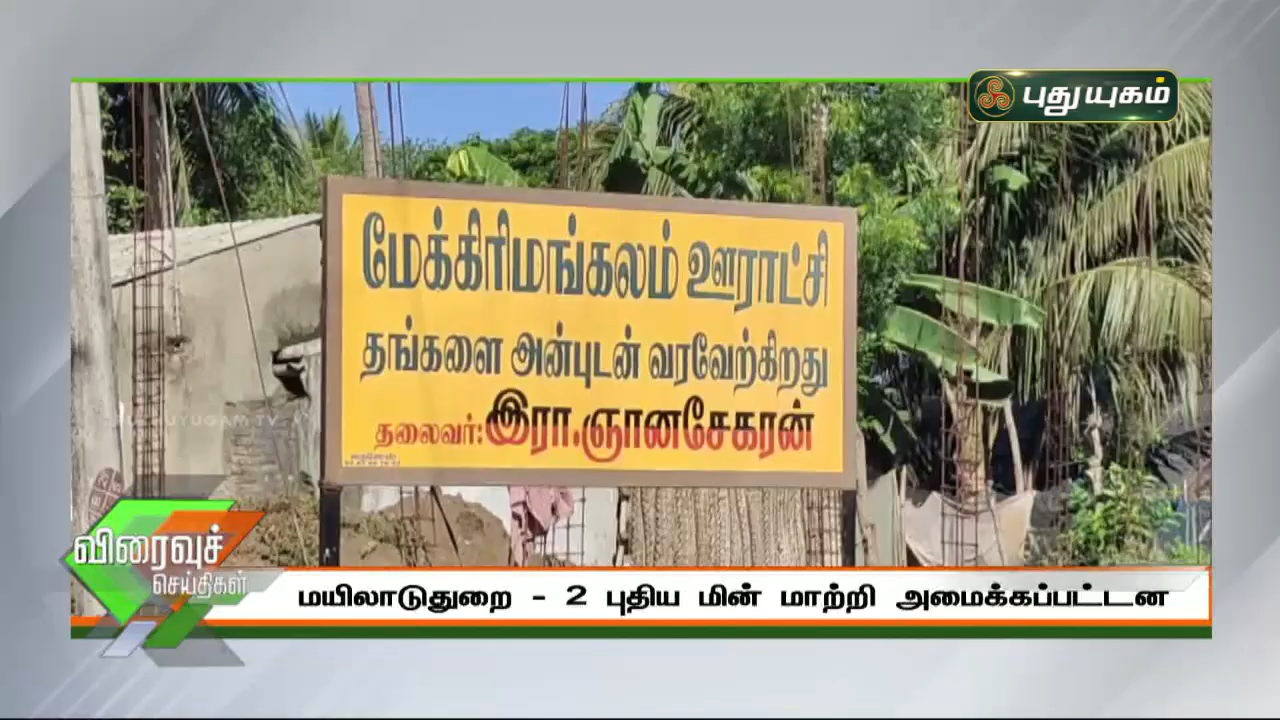 புதுயுகம்
மேக்கிரிமங்கலம் ஊராட்சி
தங்களை அன்புடன் வரவேற்கிறது
தலைவர்: இரா.ஞானசேகரன்
விரைவுச்
செய்திகள்
மயிலாடுதுறை - 2 புதிய மின் மாற்றி அமைக்கப்பட்டன